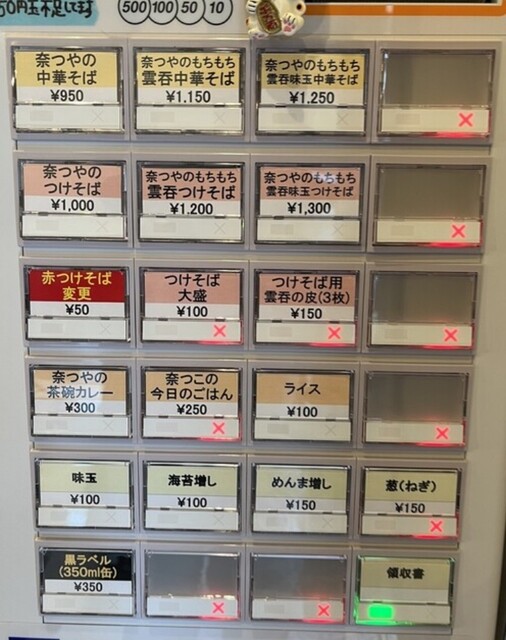 50円玉不足して
500 100 50 10
奈つやの
中華そば
¥950
奈つやのもちもち
雲呑中華そば
¥1,150
奈つやのもちもち
雲呑味玉中華そば
¥1,250
奈つやの
つけそば
¥1,000
奈つやのもちもち
雲呑つけそば
¥1,200
奈つやのもちもち
雲呑味玉つけそば
¥1,300
赤つけそば
変更
¥50
つけそば
大盛
¥100
つけそば用
雲呑の皮(3枚)
¥150
奈つやの
茶碗カレー
¥300
奈つこの
今日のごはん
¥250
ライス
¥100
味玉
¥100
海苔増し
¥100
めんま増し
¥150
葱(ねぎ)
¥150
黒ラベル
(350ml缶)
¥350
領収書